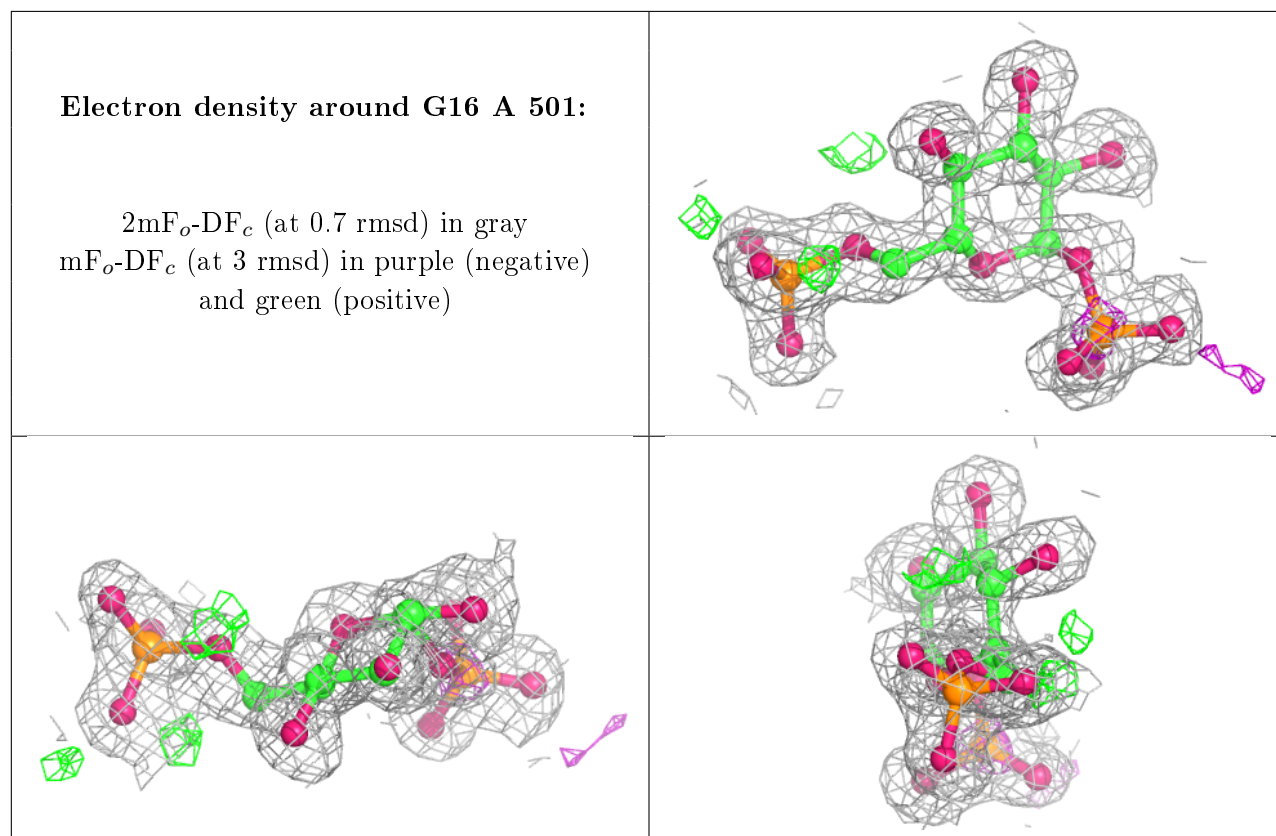 Electron density around G16 A 501:
2mFo-DFc (at 0.7 rmsd) in gray
mFo-DFc (at 3 rmsd) in purple (negative)
and green (positive)